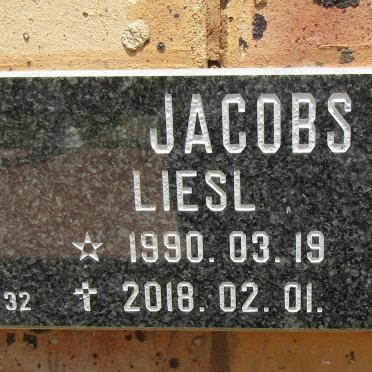 JACOBS
LIESL
☆ 1990. 03. 19
32 ✝ 2018. 02. 01.